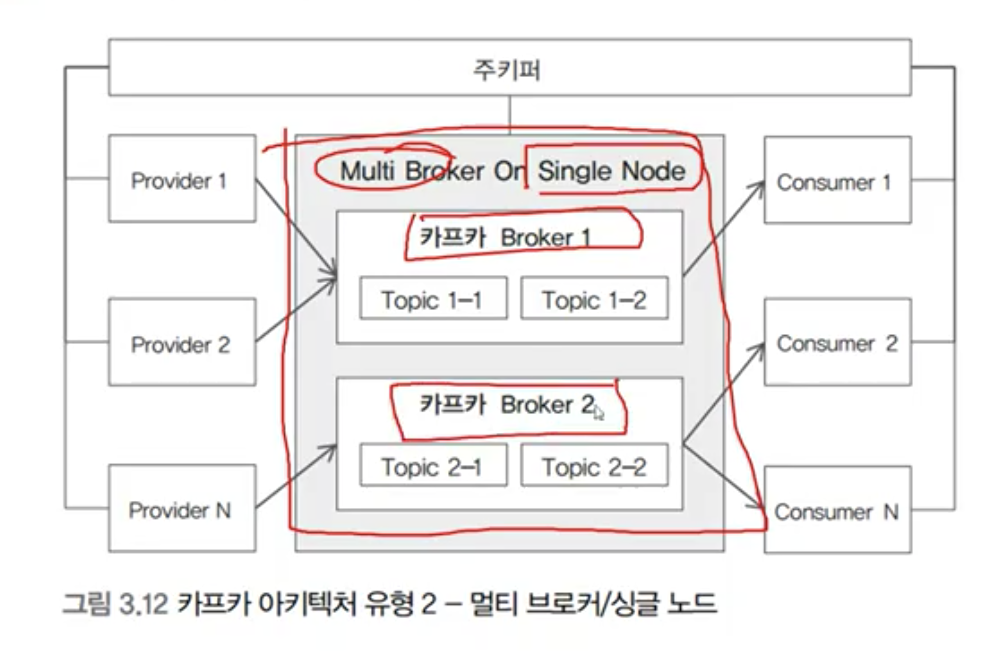 주키퍼
Multi Broker On Single Node
Provider 1
카프카 Broker 1
Topic 1-1
Topic 1-2
Consumer 1
Provider 2
Consumer 2
카프카 Broker 2
Topic 2-1
Topic 2-2
Provider N
Consumer N
그림 3.12 카프카 아키텍처 유형 2 – 멀티 브로커/싱글 노드